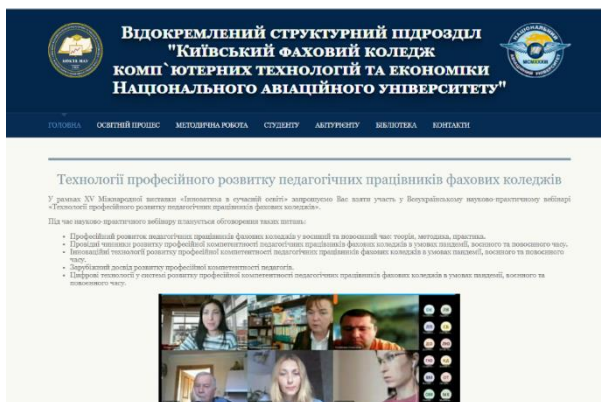 Відокремлений структурний підрозділ
"Київський фаховий коледж
комп`ютерних технологій та економіки
Національного авіаційного університету"
ГОЛОВНА ОСВІТНІЙ ПРОЦЕС МЕТОДИЧНА РОБОТА СТУДЕНТУ АБІТУРІЄНТУ БІБЛІОТЕКА КОНТАКТИ
Технології професійного розвитку педагогічних працівників фахових коледжів
У рамках XV Міжнародної виставки «Інноватика в сучасній освіті» запрошуємо Вас взяти участь у Всеукраїнському науково-практичному вебінарі
«Технології професійного розвитку педагогічних працівників фахових коледжів».
Під час науково-практичного вебінару планується обговорення таких питань:
• Професійний розвиток педагогічних працівників фахових коледжів у воєнний та повоєнний час: теорія, методика, практика.
• Провідні чинники розвитку професійної компетентності педагогічних працівників фахових коледжів в умовах пандемії, воєнного та повоєнного часу.
• Інноваційні технології розвитку професійної компетентності педагогічних працівників фахових коледжів в умовах пандемії, воєнного та повоєнного
часу.
• Зарубіжний досвід розвитку професійної компетентності педагогів.
• Цифрові технології у системі розвитку професійної компетентності педагогічних працівників фахових коледжів в умовах пандемії, воєнного та
повоєнного часу.